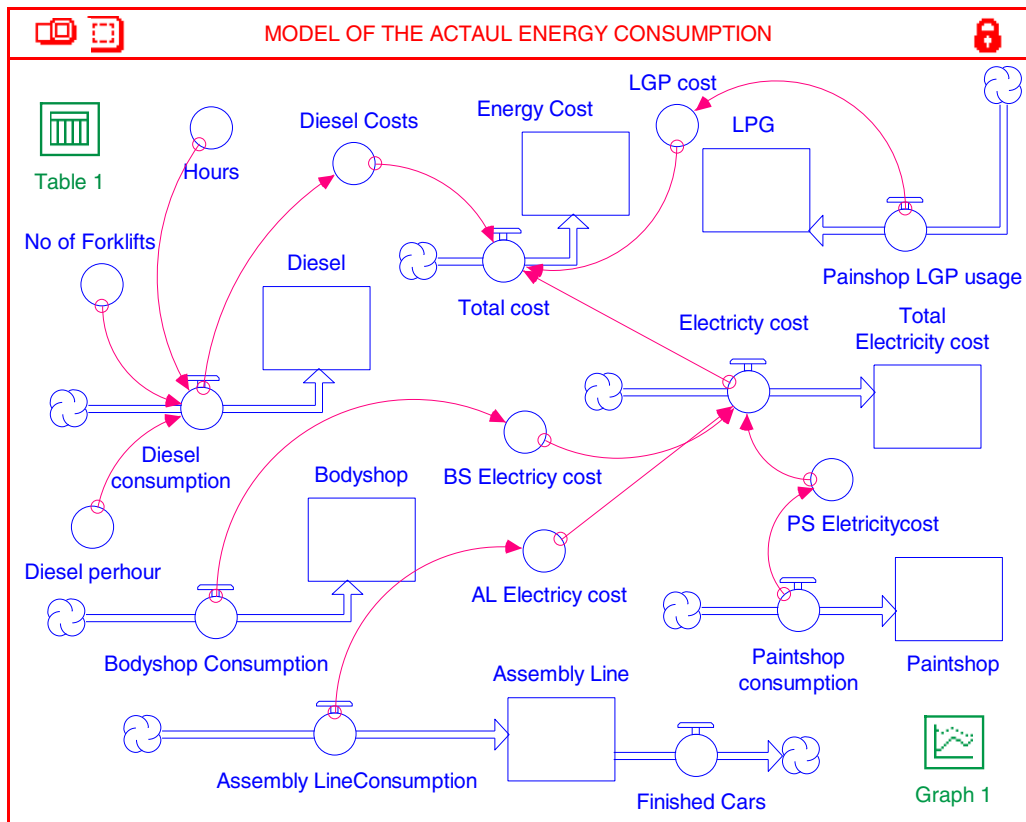 MODEL OF THE ACTAUL ENERGY CONSUMPTION
LGP cost
Energy Cost
Diesel Costs
LPG
Hours
Table 1
No of Forklifts
Diesel
Painshop LGP usage
Total cost
Electricty cost
Total
Electricity cost
Diesel
consumption
Bodyshop
BS Electricy cost
PS Eletricitycost
Diesel perhour
AL Electricy cost
Bodyshop Consumption
Paintshop
consumption
Paintshop
Assembly Line
Assembly LineConsumption
Finished Cars
Graph 1